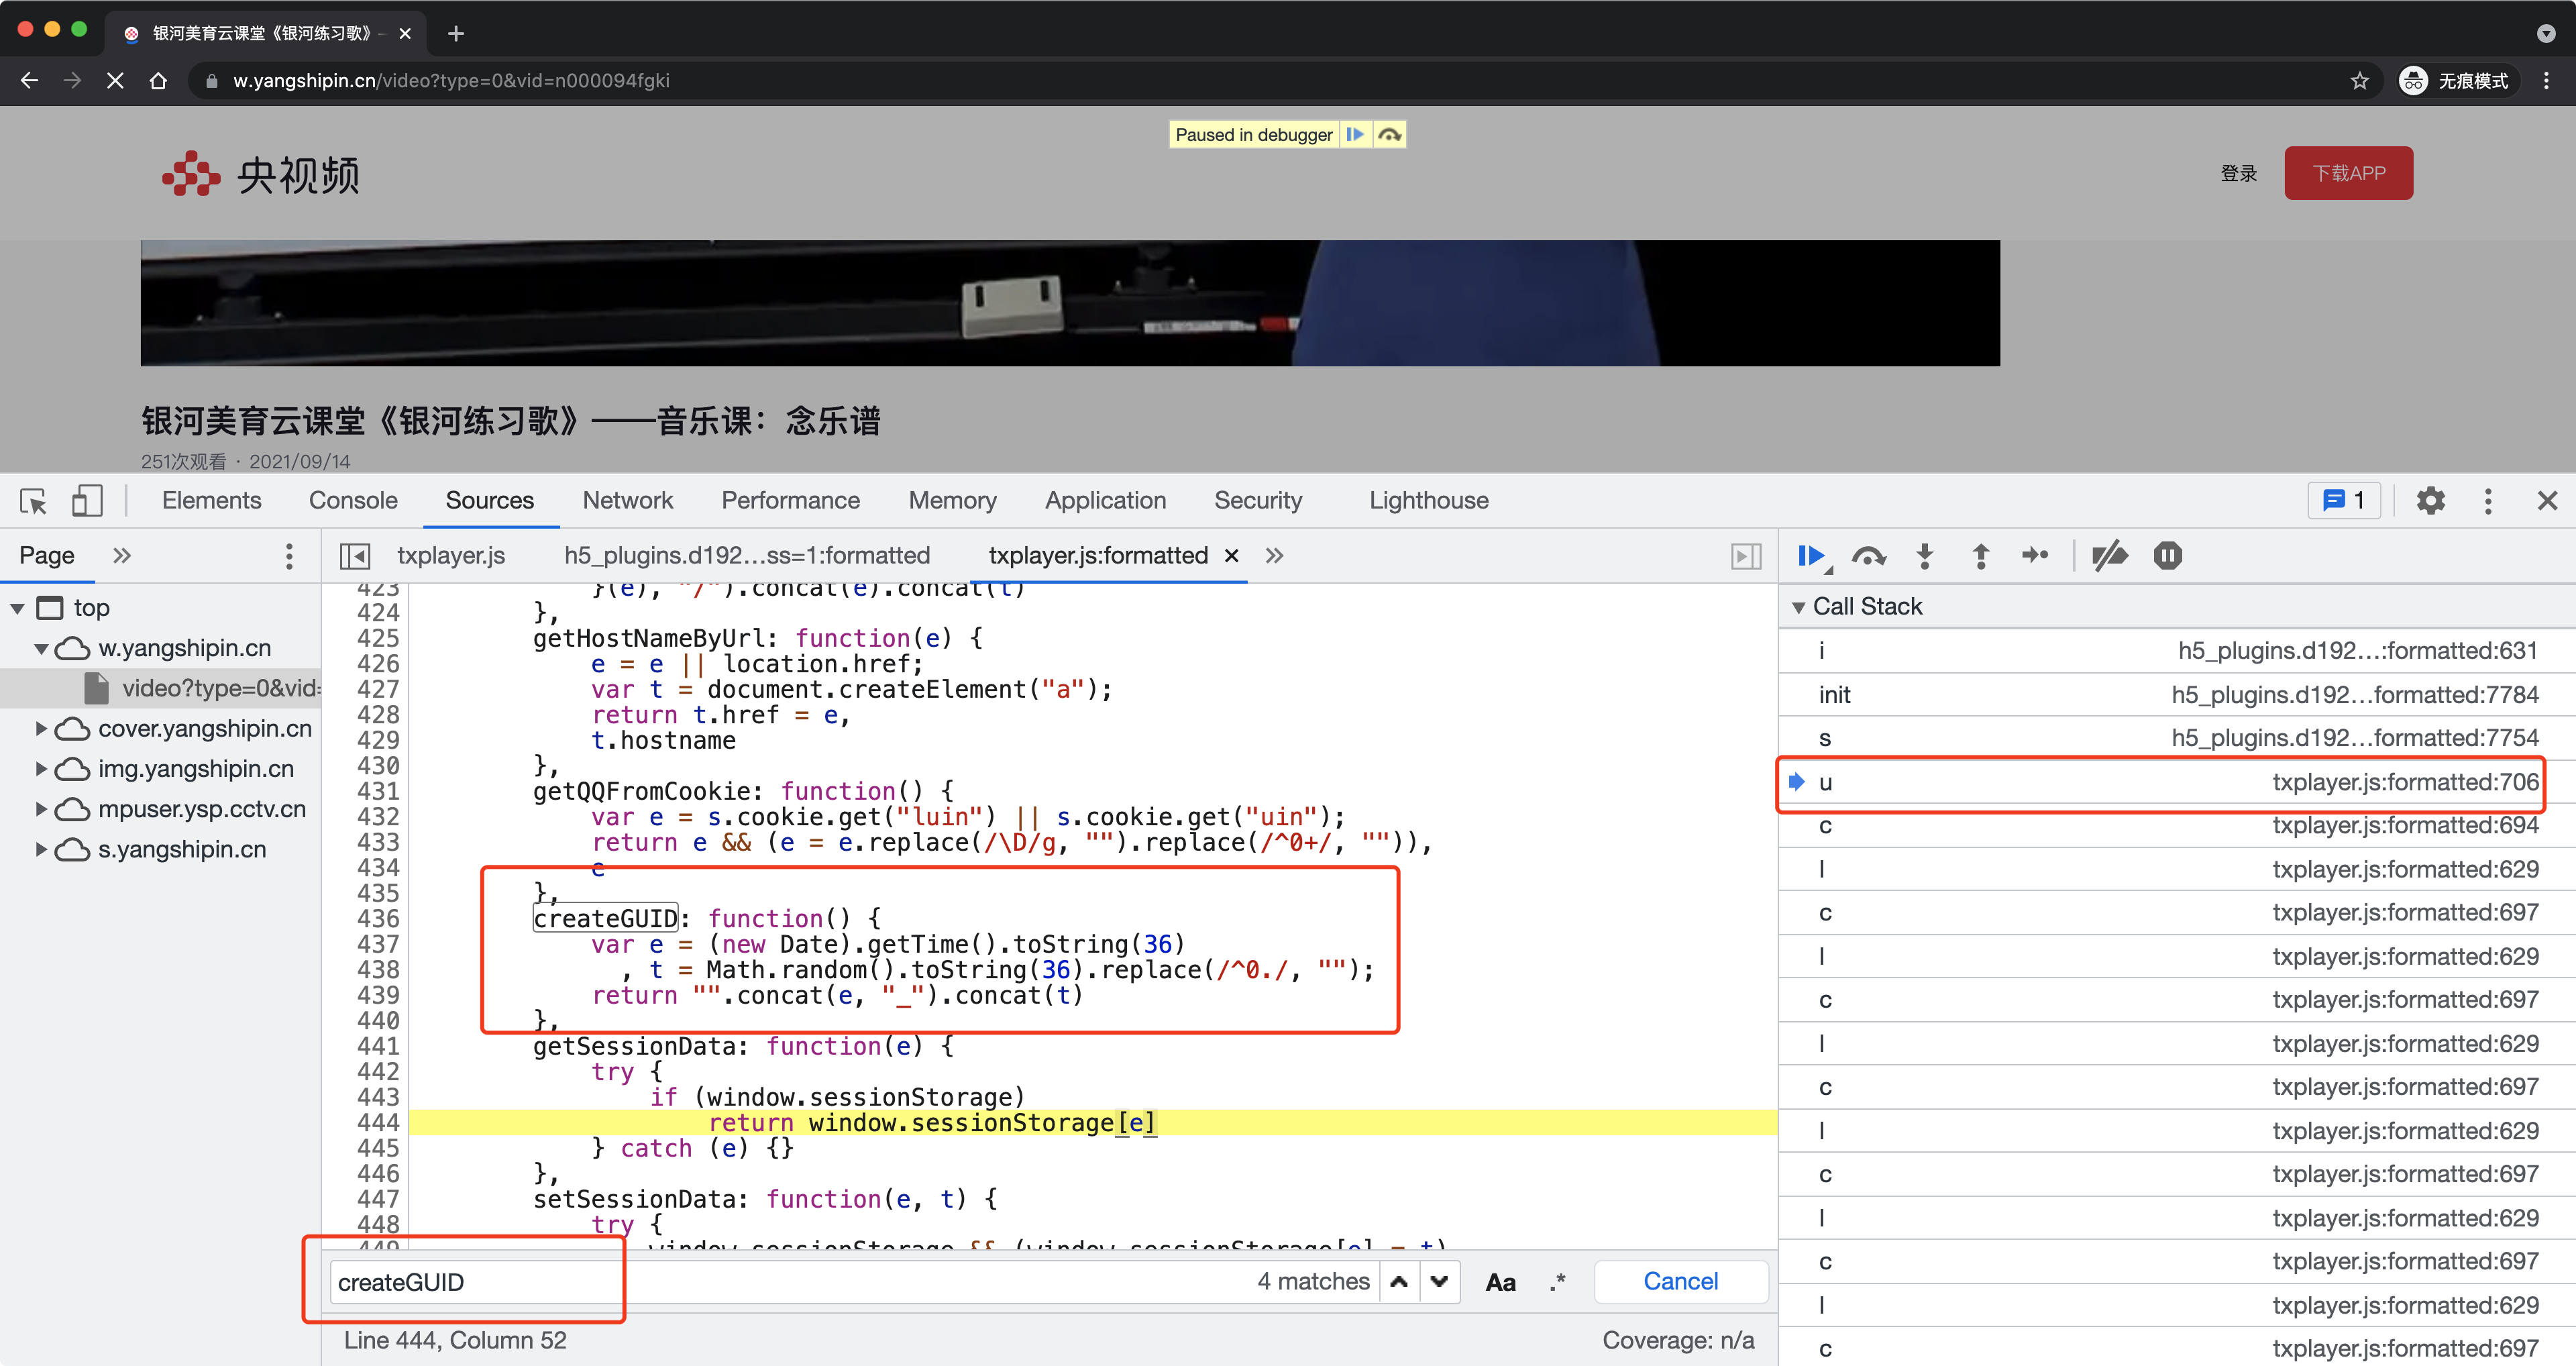 银河美育云课堂《银河练习歌》-
w.yangshipin.cn/video?type=0&vid=n000094fgki
无痕模式
Paused in debugger
央视频
登录
下载APP
银河美育云课堂《银河练习歌》——音乐课：念乐谱
251次观看 · 2021/09/14
Elements Console Sources Network Performance Memory Application Security Lighthouse 1
Page
txplayer.js h5_plugins.d192…ss=1:formatted txplayer.js:formatted
top
w.yangshipin.cn
video?type=0&vid=
cover.yangshipin.cn
img.yangshipin.cn
mpuser.ysp.cctv.cn
s.yangshipin.cn
423 }(e), "/").concat(e).concat(t)
424 },
425 getHostNameByUrl: function(e) {
426 e = e || location.href;
427 var t = document.createElement("a");
428 return t.href = e,
429 t.hostname
430 },
431 getQQFromCookie: function() {
432 var e = s.cookie.get("luin") || s.cookie.get("uin");
433 return e && (e = e.replace(/\D/g, "").replace(/^0+/, "")),
434 e
435 },
436 createGUID: function() {
437 var e = (new Date).getTime().toString(36)
438 , t = Math.random().toString(36).replace(/^0./, "");
439 return "".concat(e, "_").concat(t)
440 },
441 getSessionData: function(e) {
442 try {
443 if (window.sessionStorage)
444 return window.sessionStorage[e]
445 } catch (e) {}
446 },
447 setSessionData: function(e, t) {
448 try {
449 window.sessionStorage && (window.sessionStorage[e] = t)
createGUID 4 matches Aa .* Cancel
Line 444, Column 52 Coverage: n/a
Call Stack
i h5_plugins.d192…:formatted:631
init h5_plugins.d192…formatted:7784
s h5_plugins.d192…formatted:7754
u txplayer.js:formatted:706
c txplayer.js:formatted:694
l txplayer.js:formatted:629
c txplayer.js:formatted:697
l txplayer.js:formatted:629
c txplayer.js:formatted:697
l txplayer.js:formatted:629
c txplayer.js:formatted:697
l txplayer.js:formatted:629
c txplayer.js:formatted:697
l txplayer.js:formatted:629
c txplayer.js:formatted:697
l txplayer.js:formatted:629
c txplayer.js:formatted:697